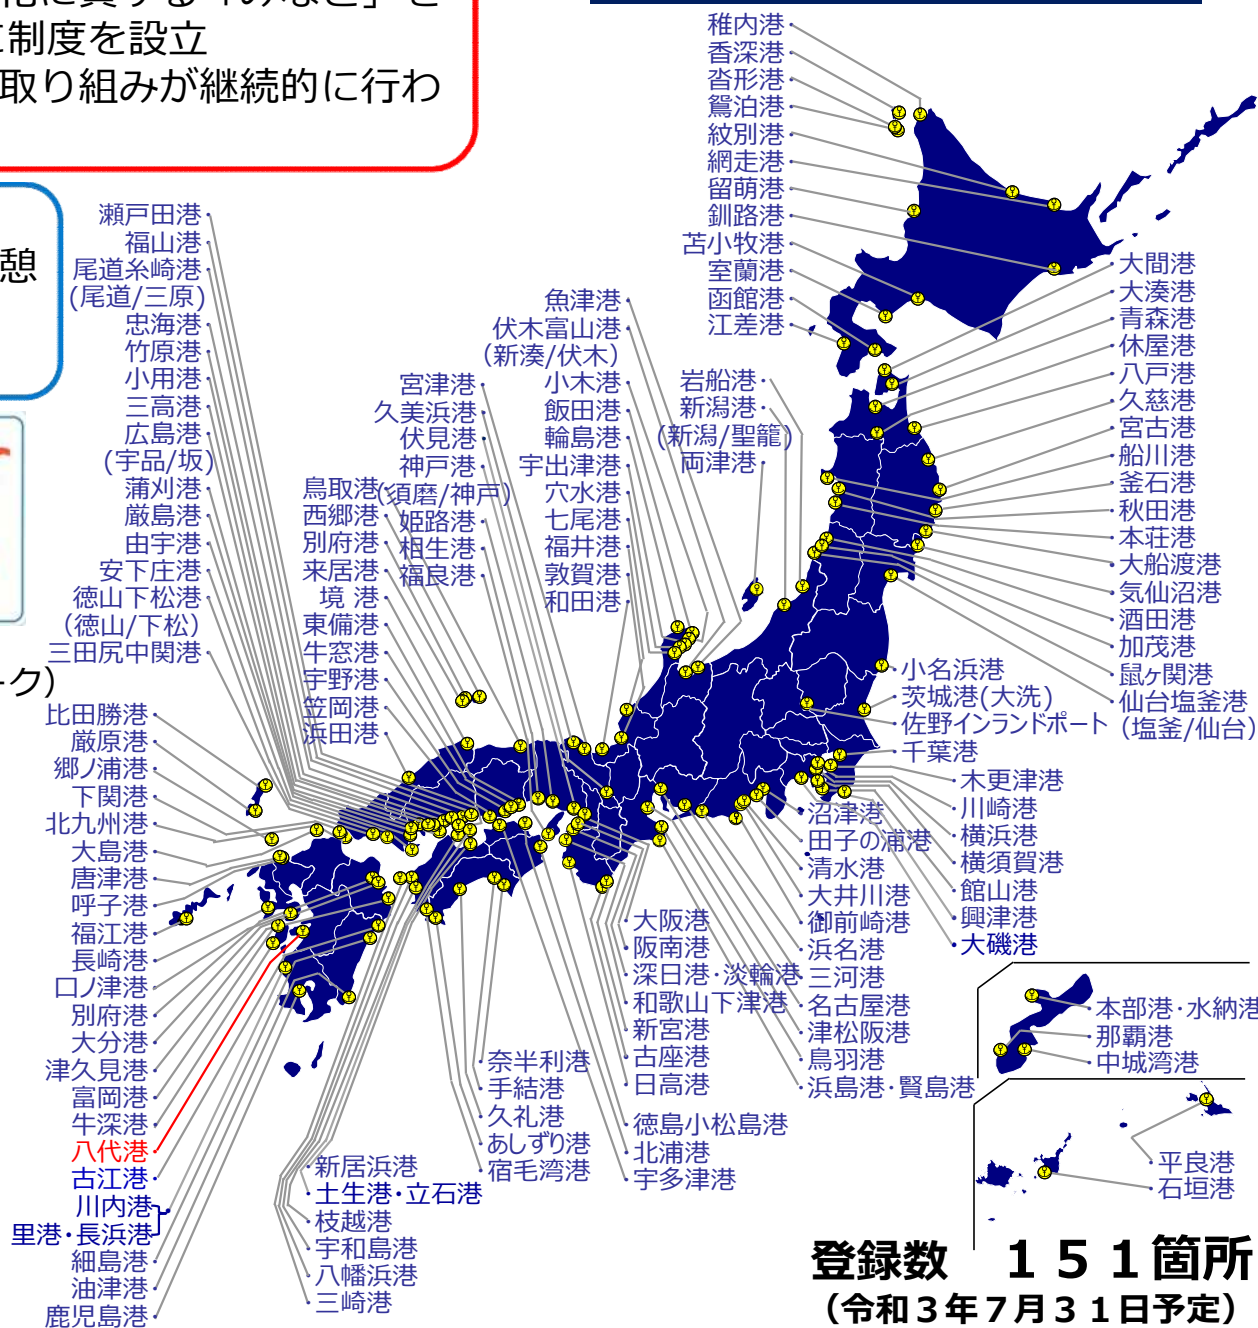 化に資する「みなと」を
に制度を設立
取り組みが継続的に行わ
憩
ーク)
稚内港
香深港
沓形港
鴛泊港
紋別港
網走港
留萌港
釧路港
苫小牧港
室蘭港
函館港
江差港
大間港
大湊港
青森港
休屋港
八戸港
久慈港
宮古港
船川港
釜石港
秋田港
本荘港
大船渡港
気仙沼港
酒田港
加茂港
鼠ヶ関港
仙台塩釜港
(塩釜/仙台)
岩船港
新潟港
(新潟/聖籠)
両津港
魚津港
伏木富山港
(新湊/伏木)
小木港
飯田港
輪島港
宇出津港
穴水港
七尾港
福井港
敦賀港
和田港
宮津港
久美浜港
伏見港
神戸港
(須磨/神戸)
姫路港
相生港
福良港
鳥取港
西郷港
別府港
来居港
境 港
東備港
牛窓港
宇野港
笠岡港
浜田港
瀬戸田港
福山港
尾道糸崎港
(尾道/三原)
忠海港
竹原港
小用港
三高港
広島港
(宇品/坂)
蒲刈港
厳島港
由宇港
安下庄港
徳山下松港
(徳山/下松)
三田尻中関港
比田勝港
厳原港
郷ノ浦港
下関港
北九州港
大島港
唐津港
呼子港
福江港
長崎港
口ノ津港
別府港
大分港
津久見港
富岡港
牛深港
八代港
古江港
川内港
里港・長浜港
細島港
油津港
鹿児島港
新居浜港
土生港・立石港
枝越港
宇和島港
八幡浜港
三崎港
奈半利港
手結港
久礼港
あしずり港
宿毛湾港
徳島小松島港
北浦港
宇多津港
大阪港
阪南港
深日港・淡輪港
和歌山下津港
新宮港
古座港
日高港
小名浜港
茨城港(大洗)
佐野インランドポート
千葉港
木更津港
川崎港
横浜港
横須賀港
館山港
興津港
大磯港
沼津港
田子の浦港
清水港
大井川港
御前崎港
浜名港
三河港
名古屋港
津松阪港
鳥羽港
浜島港・賢島港
本部港・水納港
那覇港
中城湾港
平良港
石垣港
登録数 151箇所
(令和3年7月31日予定)